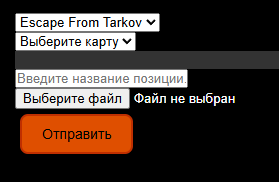 Escape From Tarkov
Выберите карту
Введите название позиции.
Выберите файл Файл не выбран
Отправить